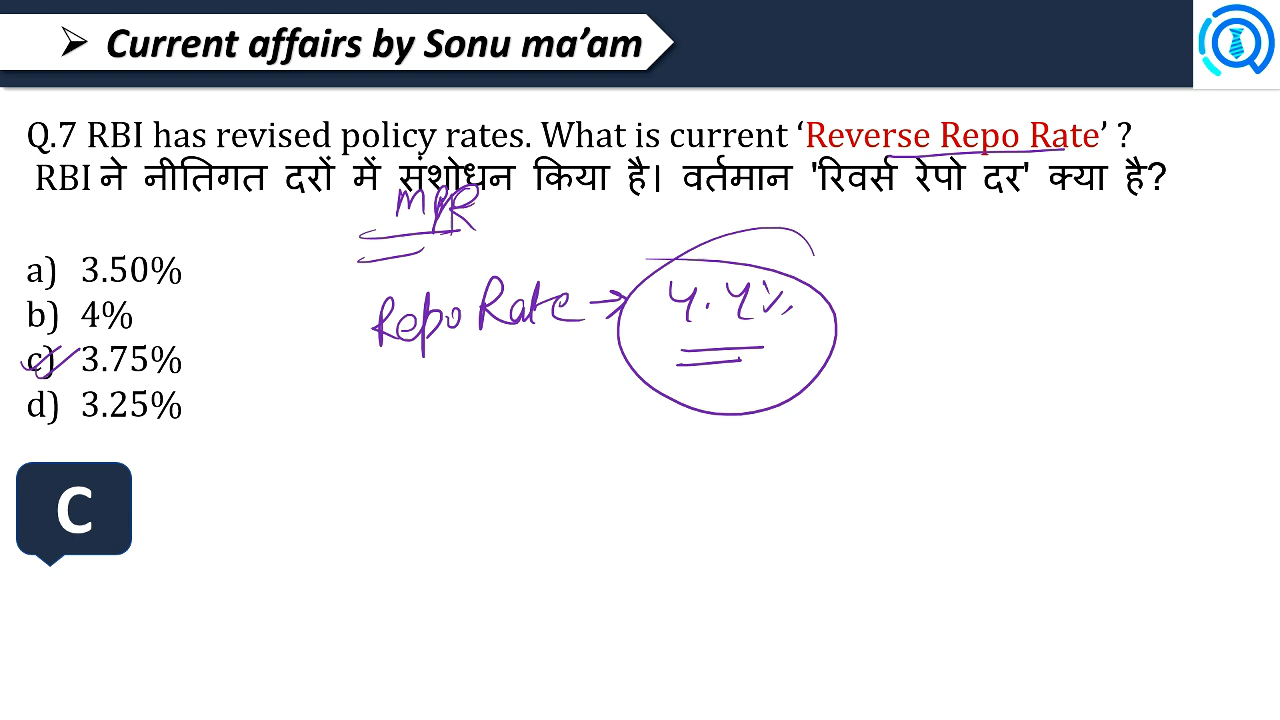 ➢ Current affairs by Sonu ma’am
Q.7 RBI has revised policy rates. What is current ‘Reverse Repo Rate’ ?
RBI ने नीतिगत दरों में संशोधन किया है। वर्तमान 'रिवर्स रेपो दर' क्या है?
a) 3.50%
b) 4%
c) 3.75%
d) 3.25%
Repo Rate → 4.4%
C